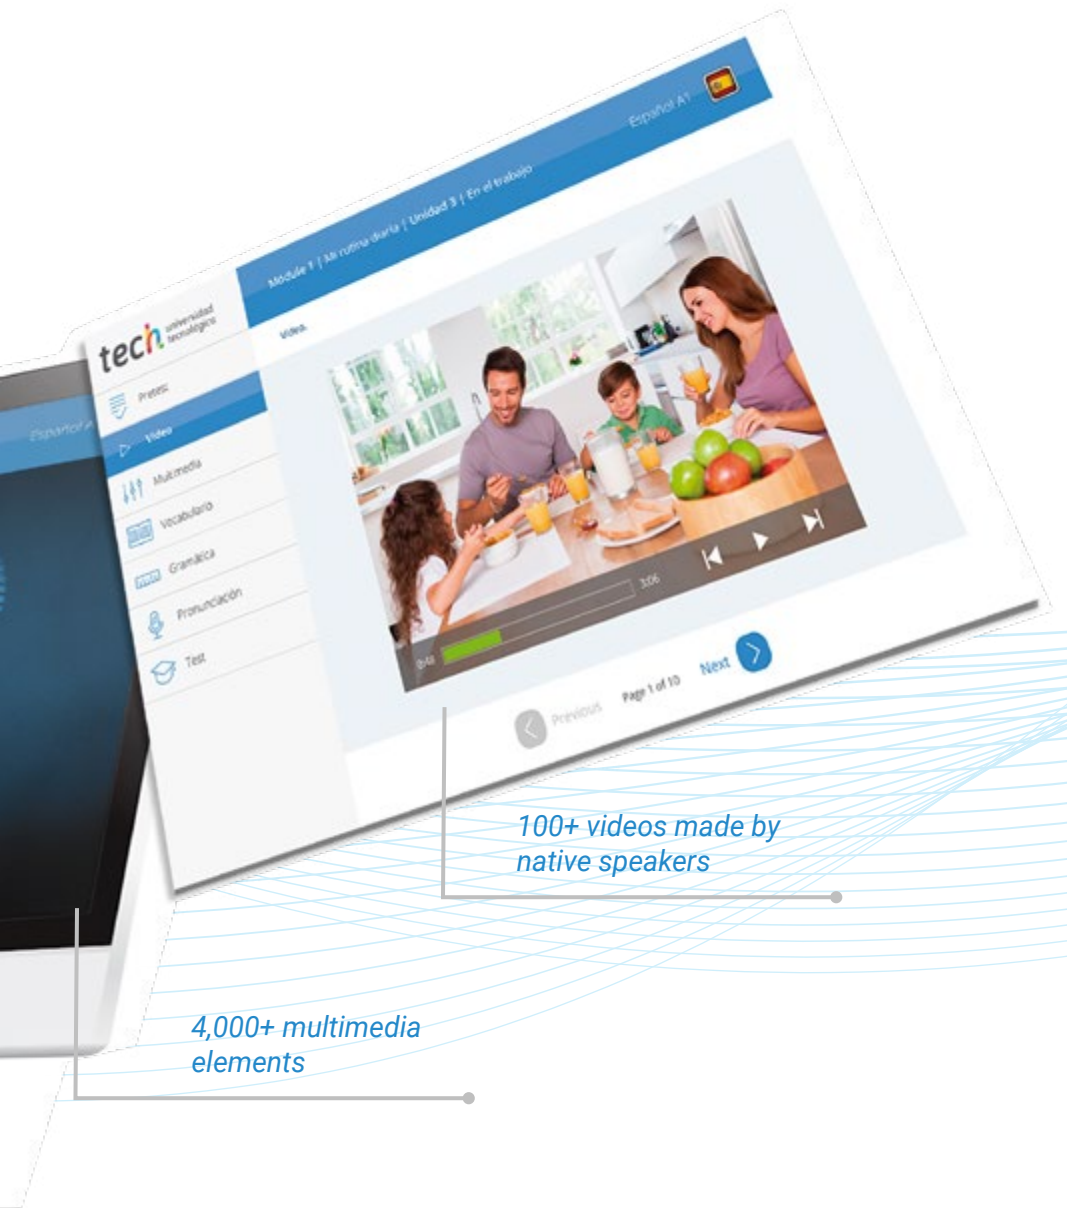 Español A1
Module 1 | Mi rutina diaria | Unidad 3 | En el trabajo
tech universidad
tecnológica
Video
Pretest
Video
Multimedia
Vocabulario
Gramática
Pronunciación
Test
Español A
3:06
Previous
Page 1 of 10
Next
100+ videos made by
native speakers
4,000+ multimedia
elements